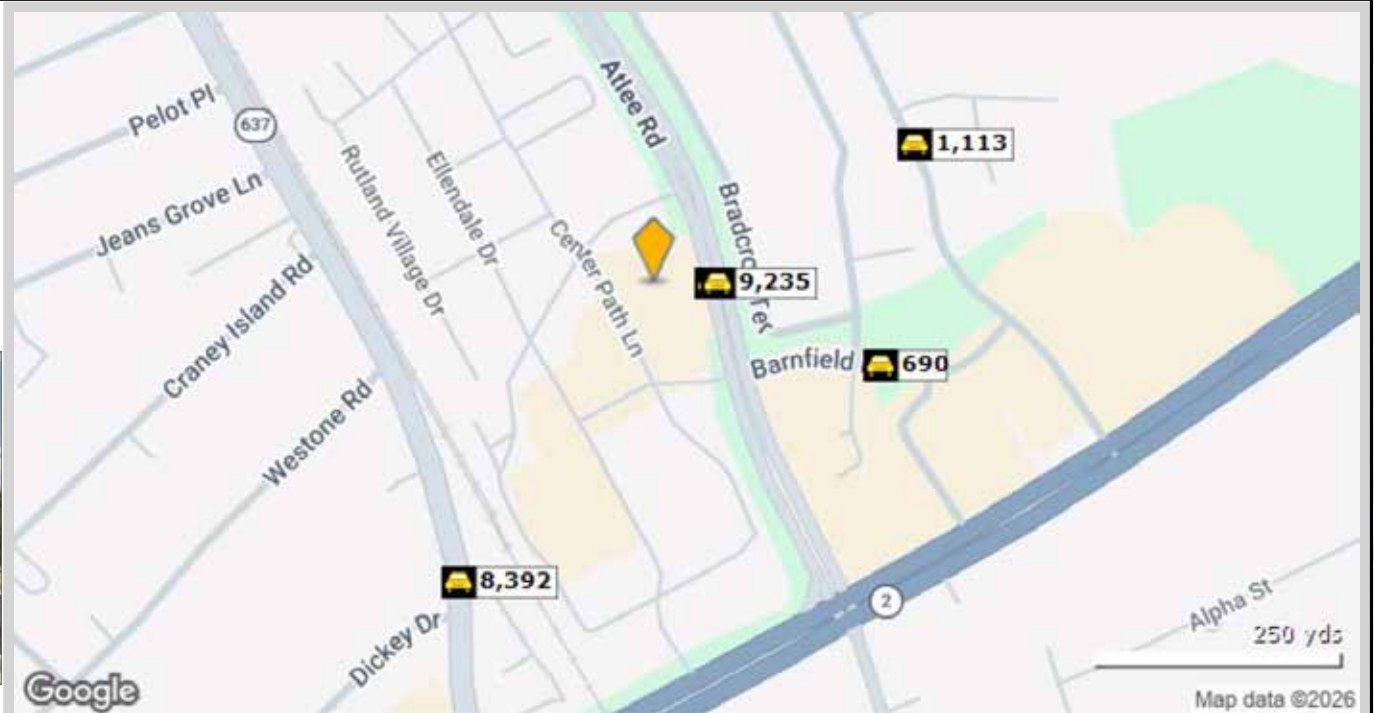 Pelot Pl
637
Atlee Rd
1,113
Jeans Grove Ln
Rutland Village Dr
Ellendale Dr
Center Path Ln
Bradcro
Ter
9,235
Craney Island Rd
Barnfield
690
Westone Rd
8,392
Dickey Dr
2
Alpha St
250 yds
Google
Map data ©2026